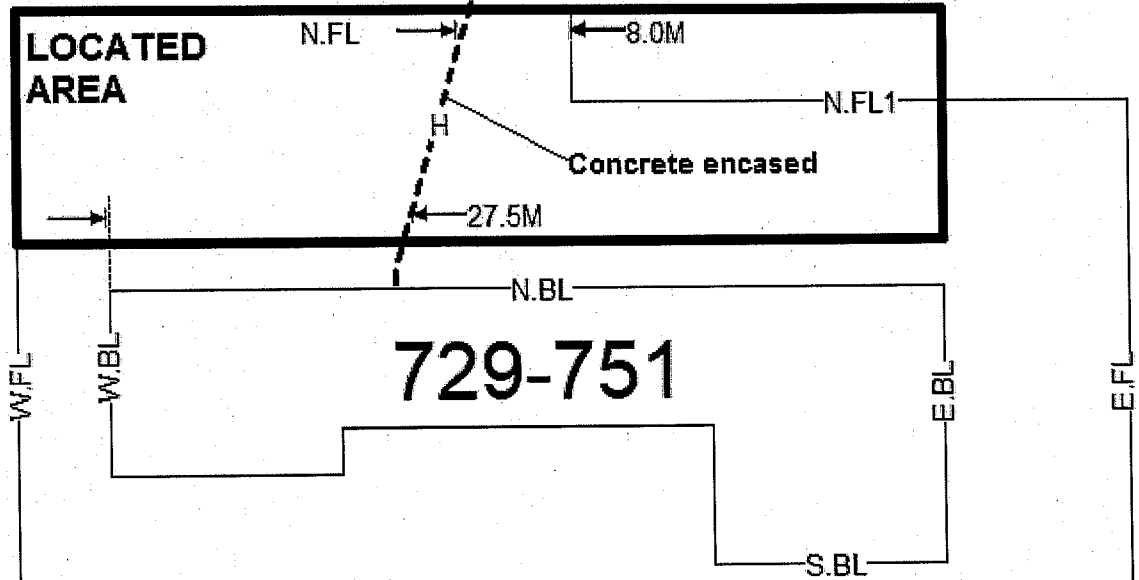 LOCATED
AREA
N.FL
8.0M
N.FL1
H
Concrete encased
27.5M
N.BL
W.FL
W.BL
729-751
E.BL
E.FL
S.BL